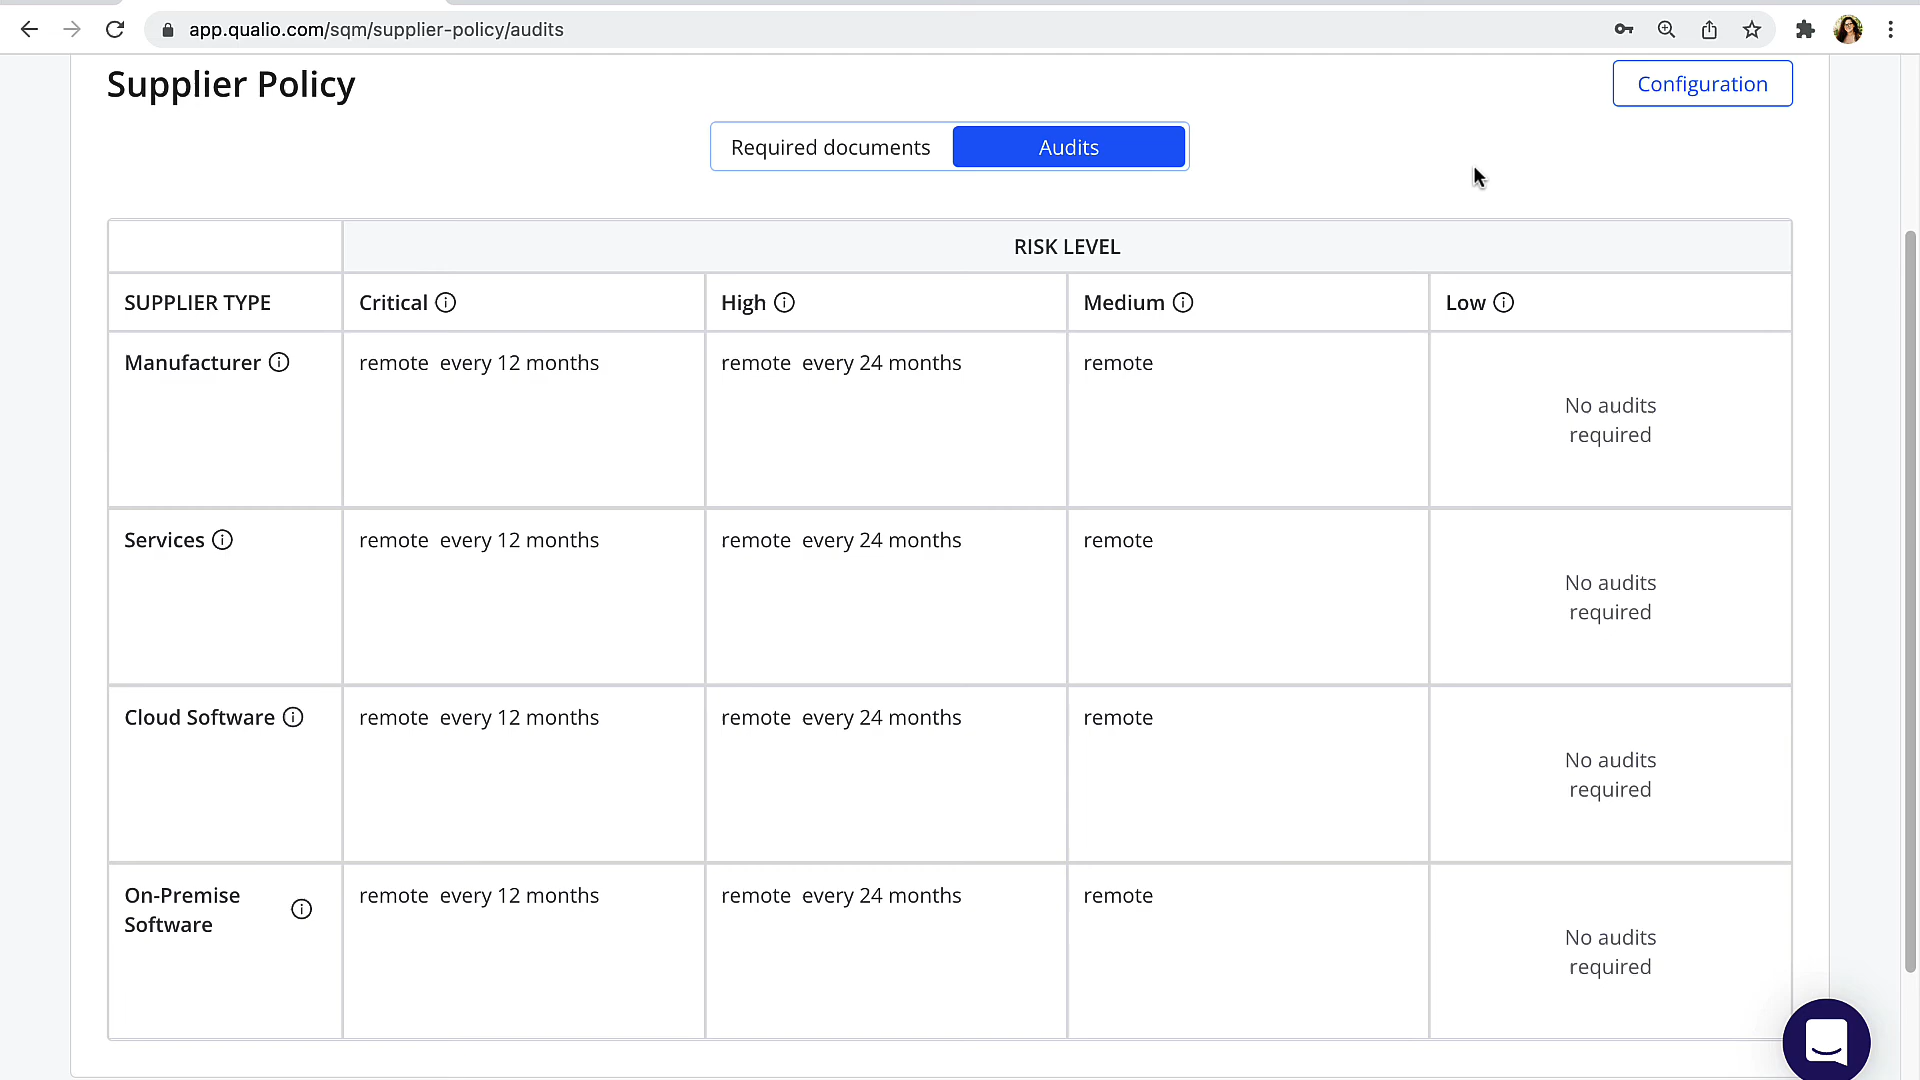 app.qualio.com/sqm/supplier-policy/audits
Supplier Policy
Configuration
Required documents
Audits
RISK LEVEL
SUPPLIER TYPE
Critical
High
Medium
Low
Manufacturer
remote every 12 months
remote every 24 months
remote
No audits
required
Services
remote every 12 months
remote every 24 months
remote
No audits
required
Cloud Software
remote every 12 months
remote every 24 months
remote
No audits
required
On-Premise
Software
remote every 12 months
remote every 24 months
remote
No audits
required